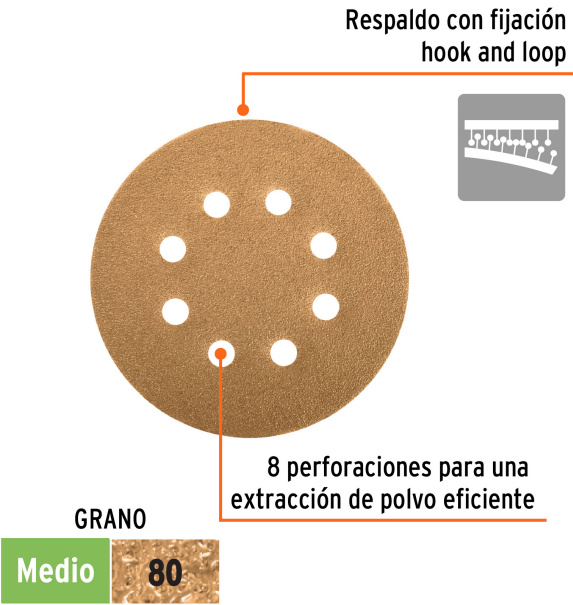 Respaldo con fijación
hook and loop
8 perforaciones para una
extracción de polvo eficiente
GRANO
Medio 80